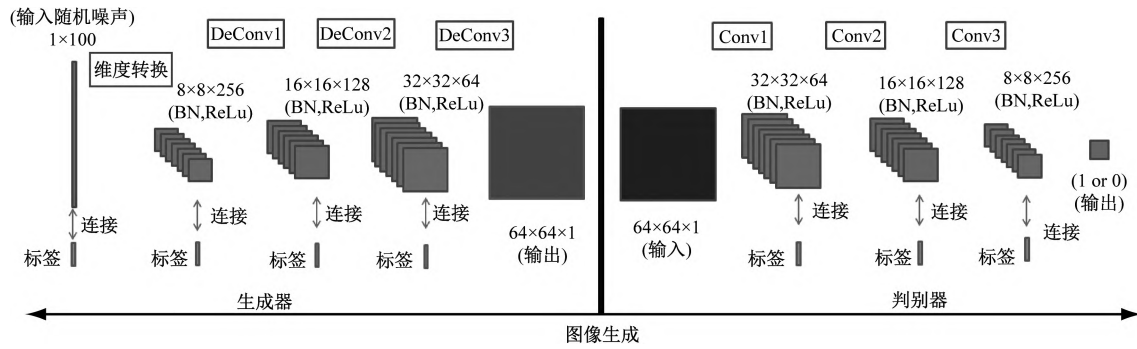 (输入随机噪声)
1×100
维度转换
DeConv1
DeConv2
DeConv3
8×8×256
(BN,ReLu)
16×16×128
(BN,ReLu)
32×32×64
(BN,ReLu)
连接
连接
连接
连接
标签
标签
标签
标签
64×64×1
(输出)
生成器
Conv1
Conv2
Conv3
32×32×64
(BN,ReLu)
16×16×128
(BN,ReLu)
8×8×256
(BN,ReLu)
64×64×1
(输入)
连接
连接
连接
标签
标签
标签
(1 or 0)
(输出)
判别器
图像生成